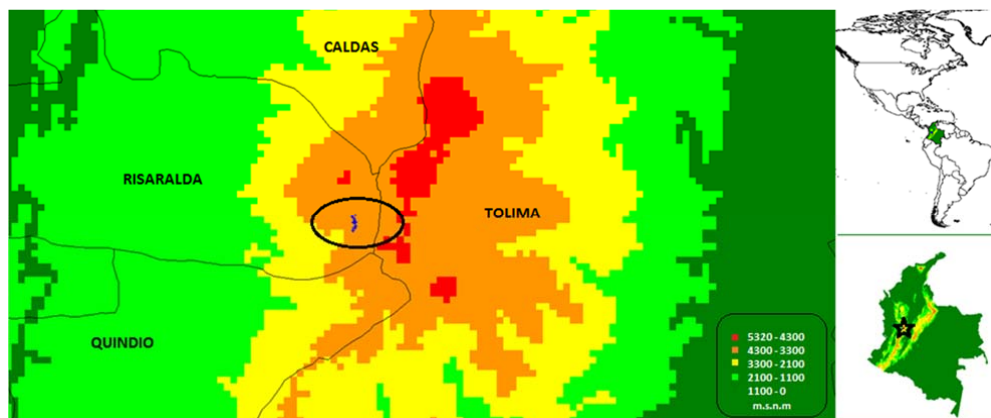 CALDAS
RISARALDA
TOLIMA
QUINDIO
5320 - 4300
4300 - 3300
3300 - 2100
2100 - 1100
1100 - 0
m.s.n.m